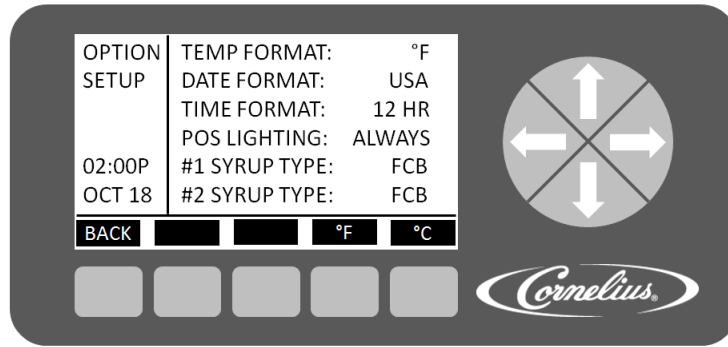 OPTION SETUP
02:00P
OCT 18
TEMP FORMAT: °F
DATE FORMAT: USA
TIME FORMAT: 12 HR
POS LIGHTING: ALWAYS
#1 SYRUP TYPE: FCB
#2 SYRUP TYPE: FCB
BACK °F °C
Cornelius®